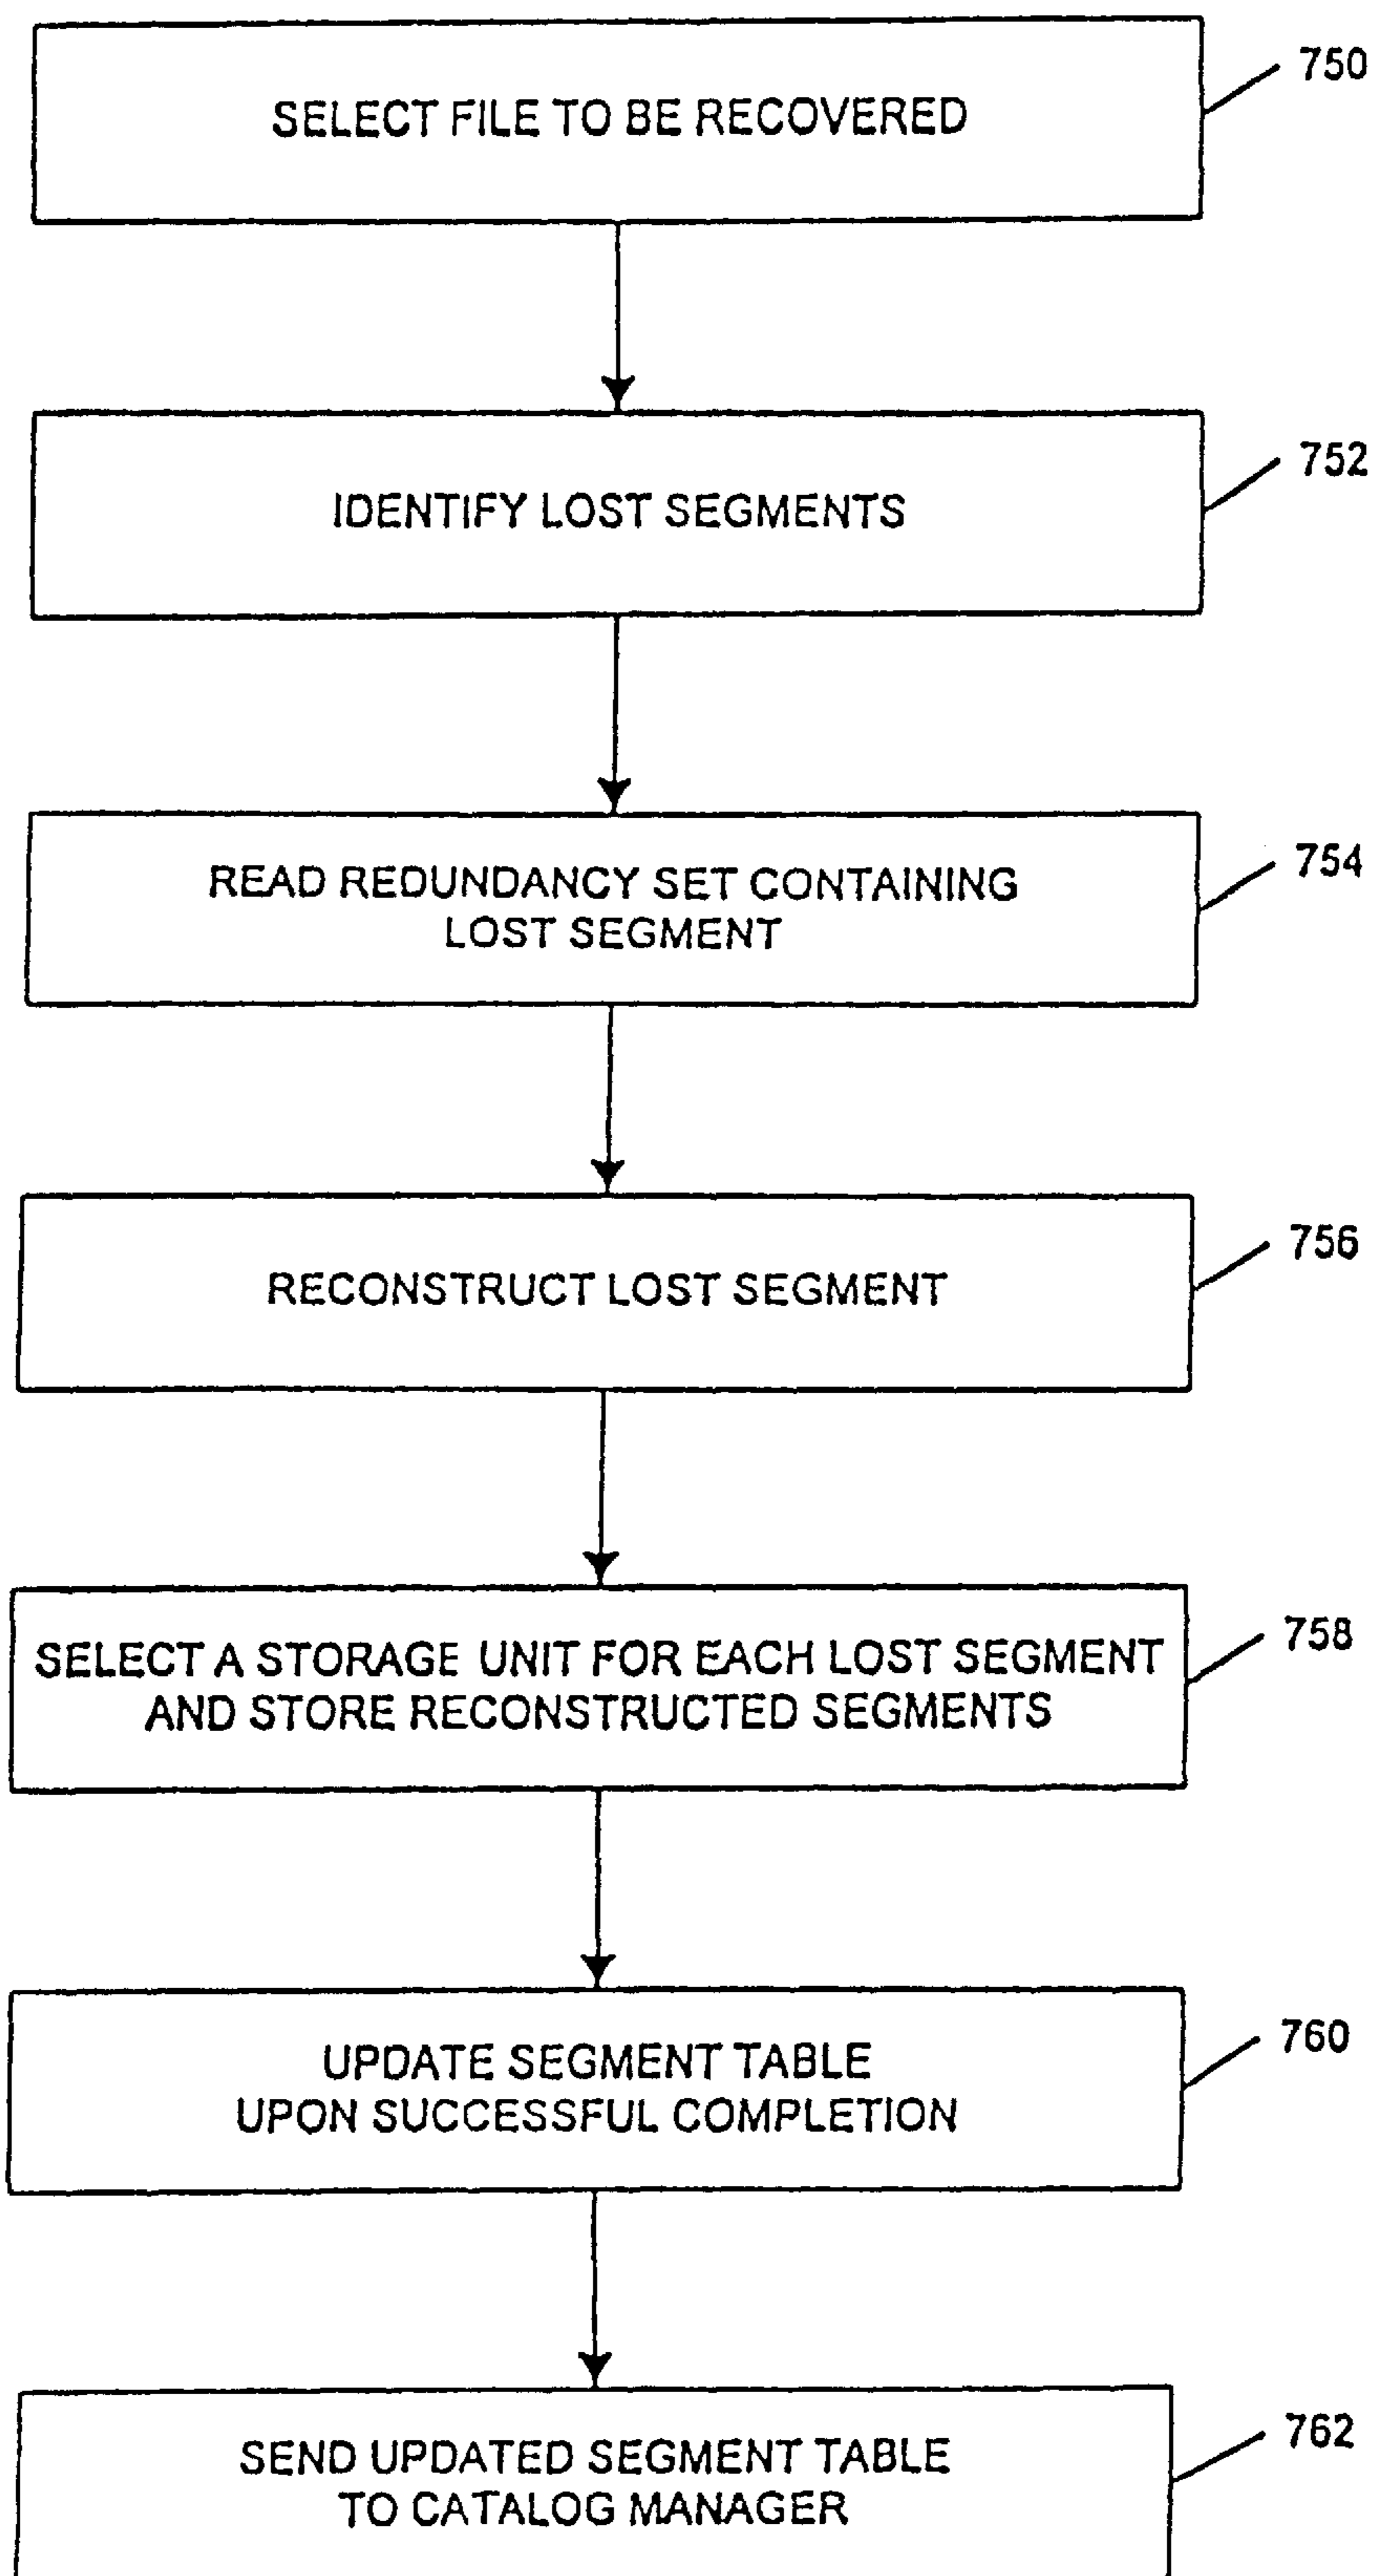 SELECT FILE TO BE RECOVERED
750
IDENTIFY LOST SEGMENTS
752
READ REDUNDANCY SET CONTAINING
LOST SEGMENT
754
RECONSTRUCT LOST SEGMENT
756
SELECT A STORAGE UNIT FOR EACH LOST SEGMENT
AND STORE RECONSTRUCTED SEGMENTS
758
UPDATE SEGMENT TABLE
UPON SUCCESSFUL COMPLETION
760
SEND UPDATED SEGMENT TABLE
TO CATALOG MANAGER
762